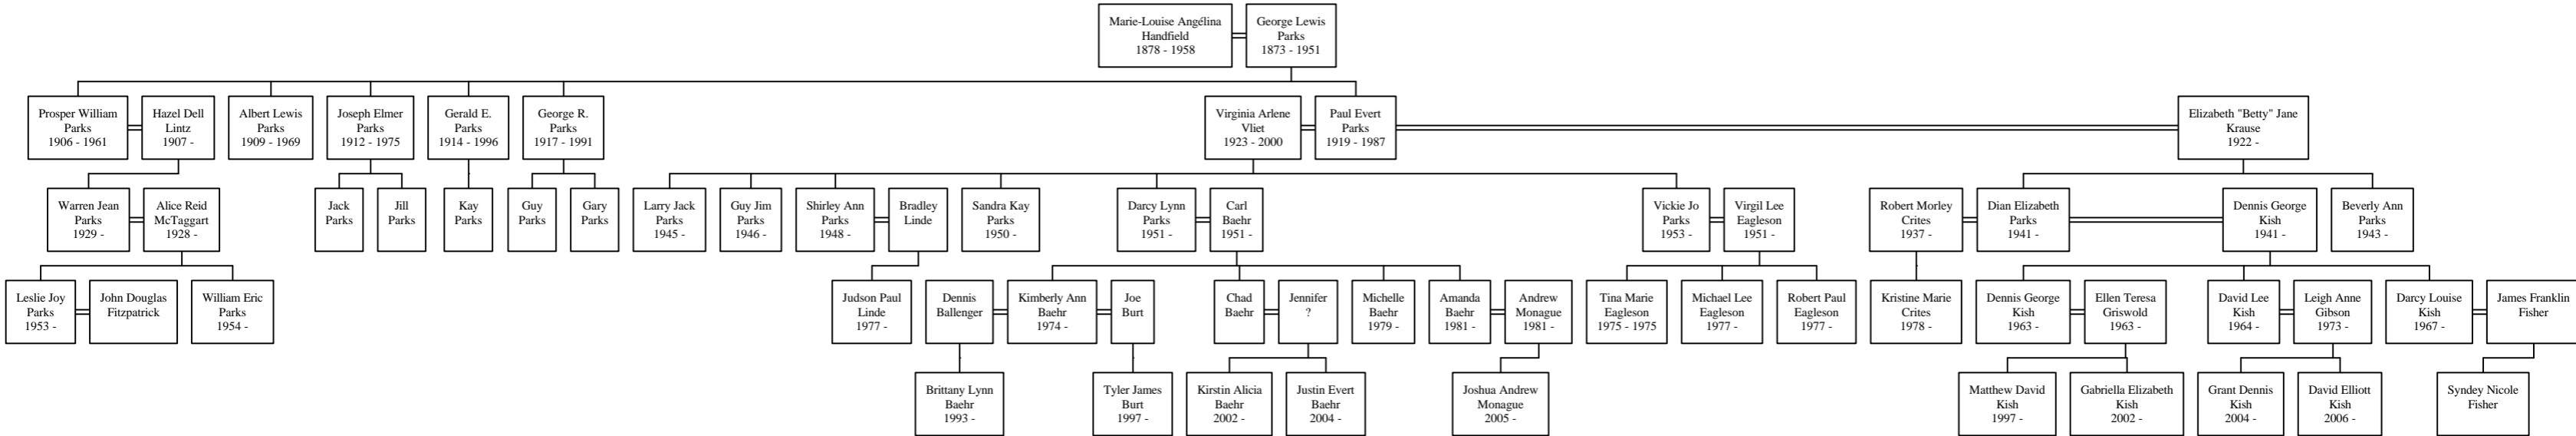 Marie-Louise Angélina
Handfield
1878 - 1958
George Lewis
Parks
1873 - 1951
Prosper William
Parks
1906 - 1961
Hazel Dell
Lintz
1907 -
Albert Lewis
Parks
1909 - 1969
Joseph Elmer
Parks
1912 - 1975
Gerald E.
Parks
1914 - 1996
George R.
Parks
1917 - 1991
Virginia Arlene
Vliet
1923 - 2000
Paul Evert
Parks
1919 - 1987
Elizabeth "Betty" Jane
Krause
1922 -
Warren Jean
Parks
1929 -
Alice Reid
McTaggart
1928 -
Jack
Parks
Jill
Parks
Kay
Parks
Guy
Parks
Gary
Parks
Larry Jack
Parks
1945 -
Guy Jim
Parks
1946 -
Shirley Ann
Parks
1948 -
Bradley
Linde
Sandra Kay
Parks
1950 -
Darcy Lynn
Parks
1951 -
Carl
Baehr
1951 -
Vickie Jo
Parks
1953 -
Virgil Lee
Eagleson
1951 -
Robert Morley
Crites
1937 -
Dian Elizabeth
Parks
1941 -
Dennis George
Kish
1941 -
Beverly Ann
Parks
1943 -
Leslie Joy
Parks
1953 -
John Douglas
Fitzpatrick
William Eric
Parks
1954 -
Judson Paul
Linde
1977 -
Dennis
Ballenger
Kimberly Ann
Baehr
1974 -
Joe
Burt
Chad
Baehr
Jennifer
?
Michelle
Baehr
1979 -
Amanda
Baehr
1981 -
Andrew
Monague
1981 -
Tina Marie
Eagleson
1975 - 1975
Michael Lee
Eagleson
1977 -
Robert Paul
Eagleson
1977 -
Kristine Marie
Crites
1978 -
Dennis George
Kish
1963 -
Ellen Teresa
Griswold
1963 -
David Lee
Kish
1964 -
Leigh Anne
Gibson
1973 -
Darcy Louise
Kish
1967 -
James Franklin
Fisher
Brittany Lynn
Baehr
1993 -
Tyler James
Burt
1997 -
Kirstin Alicia
Baehr
2002 -
Justin Evert
Baehr
2004 -
Joshua Andrew
Monague
2005 -
Matthew David
Kish
1997 -
Gabriella Elizabeth
Kish
2002 -
Grant Dennis
Kish
2004 -
David Elliott
Kish
2006 -
Syndey Nicole
Fisher